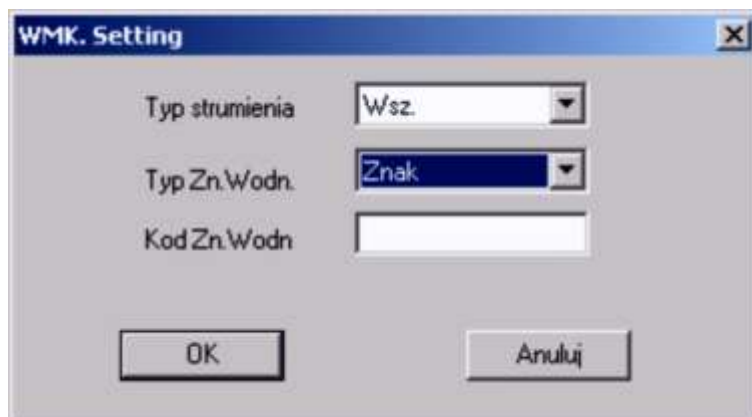 WMK. Setting
Typ strumienia Wsz.
Typ Zn.Wodn. Znak
Kod Zn.Wodn
OK Anuluj